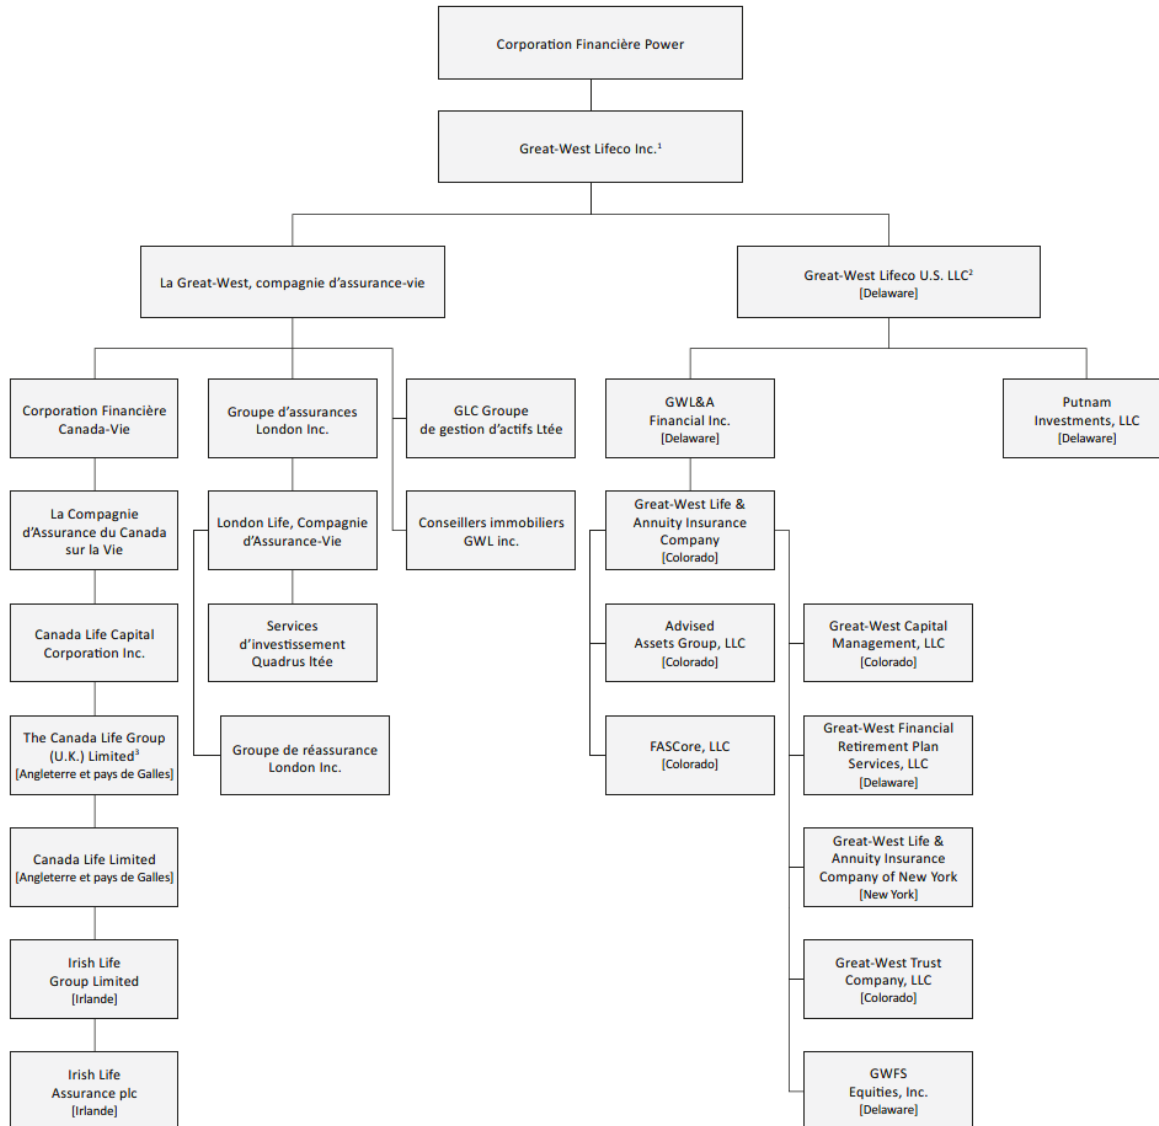 Corporation Financière Power
Great-West Lifeco Inc.¹
La Great-West, compagnie d'assurance-vie
Great-West Lifeco U.S. LLC²
[Delaware]
Corporation Financière
Canada-Vie
Groupe d'assurances
London Inc.
GLC Groupe
de gestion d'actifs Ltée
GWL&A
Financial Inc.
[Delaware]
Putnam
Investments, LLC
[Delaware]
La Compagnie
d'Assurance du Canada
sur la Vie
London Life, Compagnie
d'Assurance-Vie
Conseillers immobiliers
GWL inc.
Great-West Life &
Annuity Insurance
Company
[Colorado]
Canada Life Capital
Corporation Inc.
Services
d'investissement
Quadrus ltée
Advised
Assets Group, LLC
[Colorado]
Great-West Capital
Management, LLC
[Colorado]
The Canada Life Group
(U.K.) Limited³
[Angleterre et pays de Galles]
Groupe de réassurance
London Inc.
FASCore, LLC
[Colorado]
Great-West Financial
Retirement Plan
Services, LLC
[Delaware]
Canada Life Limited
[Angleterre et pays de Galles]
Great-West Life &
Annuity Insurance
Company of New York
[New York]
Irish Life
Group Limited
[Irlande]
Great-West Trust
Company, LLC
[Colorado]
Irish Life
Assurance plc
[Irlande]
GWFS
Equities, Inc.
[Delaware]